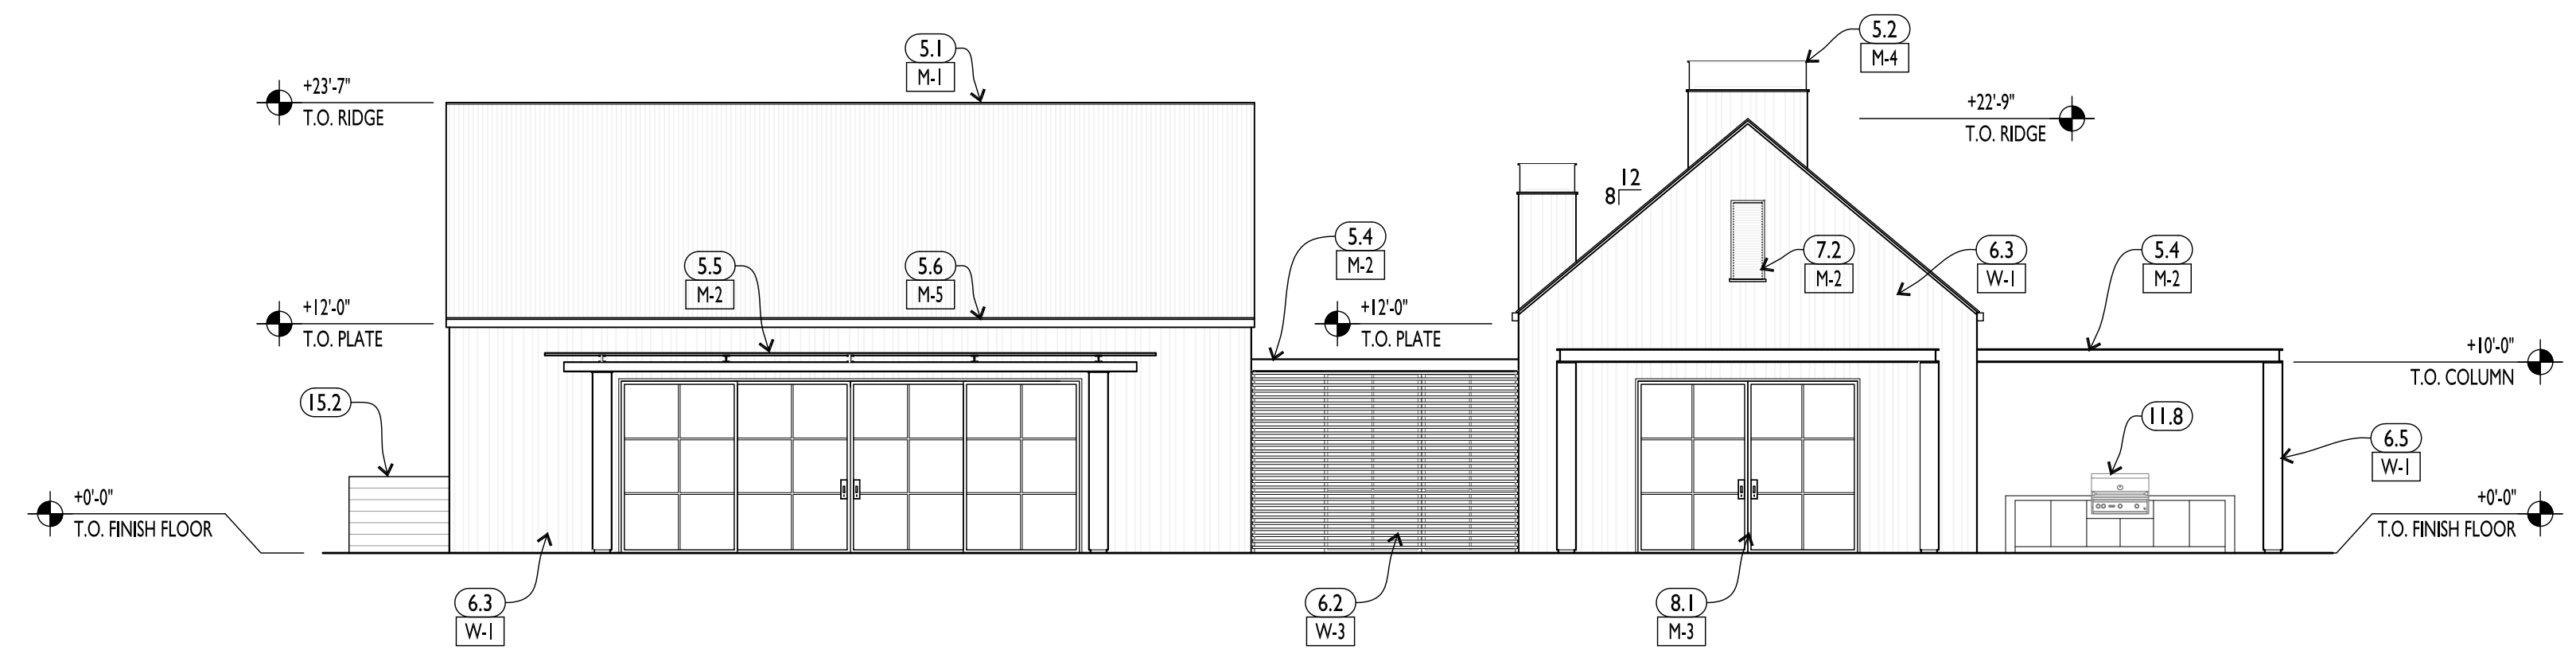 5.1
M-1
5.2
M-4
+23'-7"
T.O. RIDGE
+22'-9"
T.O. RIDGE
12
8
5.5
M-2
5.6
M-5
5.4
M-2
7.2
M-2
6.3
W-1
5.4
M-2
+12'-0"
T.O. PLATE
+12'-0"
T.O. PLATE
+10'-0"
T.O. COLUMN
15.2
11.8
6.5
W-1
+0'-0"
T.O. FINISH FLOOR
+0'-0"
T.O. FINISH FLOOR
6.3
W-1
6.2
W-3
8.1
M-3